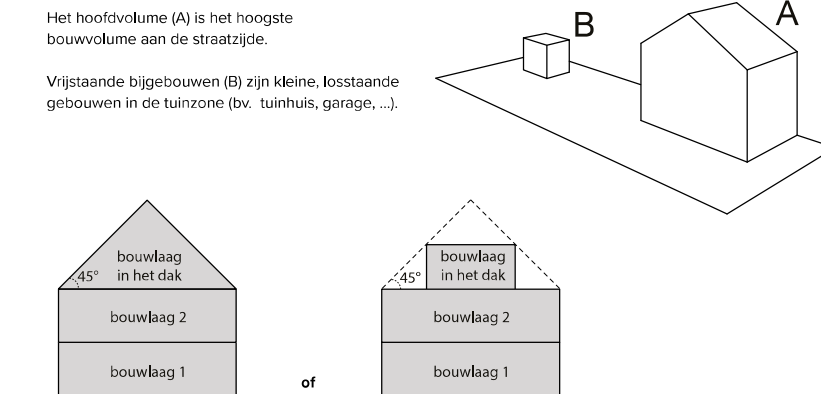 Het hoofdvolume (A) is het hoogste
bouwvolume aan de straatzijde.
Vrijstaande bijgebouwen (B) zijn kleine, losstaande
gebouwen in de tuinzone (bv. tuinhuis, garage, ...).
B
A
bouwlaag
in het dak
45°
bouwlaag 2
bouwlaag 1
of
bouwlaag
in het dak
45°
bouwlaag 2
bouwlaag 1